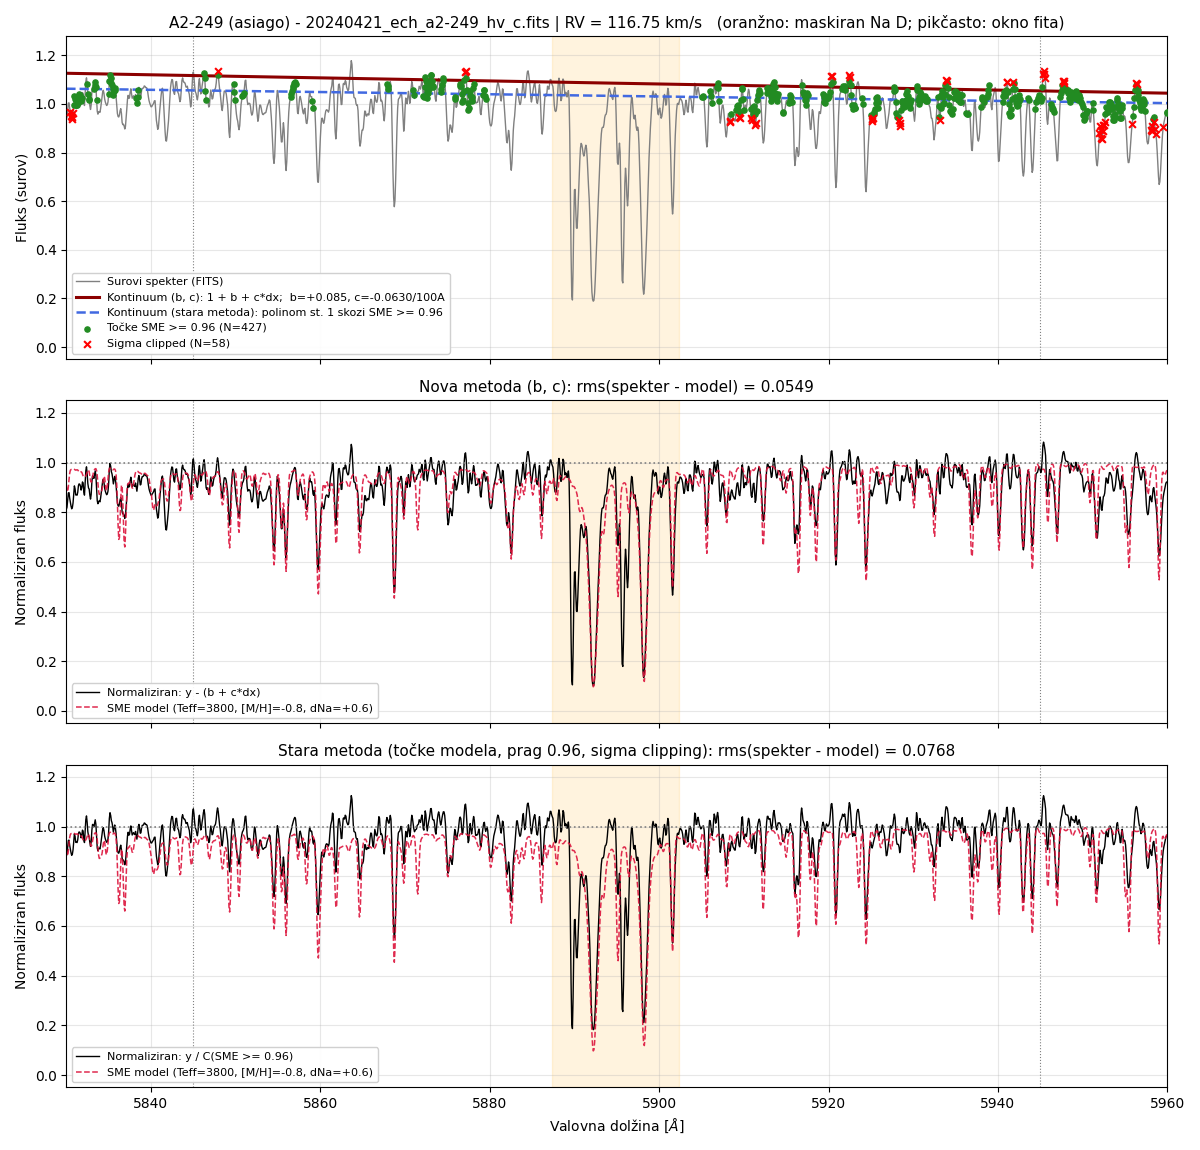 A2-249 (asiago) - 20240421_ech_a2-249_hv_c.fits | RV = 116.75 km/s   (oranžno: maskiran Na D; pikčasto: okno fita)
1.2
1.0
0.8
0.6
0.4
0.2
0.0
Fluks (surov)
Surovi spekter (FITS)
Kontinuum (b, c): 1 + b + c*dx;  b=+0.085, c=-0.0630/100A
Kontinuum (stara metoda): polinom st. 1 skozi SME >= 0.96
Točke SME >= 0.96 (N=427)
Sigma clipped (N=58)
Nova metoda (b, c): rms(spekter - model) = 0.0549
1.2
1.0
0.8
0.6
0.4
0.2
0.0
Normaliziran fluks
Normaliziran: y - (b + c*dx)
SME model (Teff=3800, [M/H]=-0.8, dNa=+0.6)
Stara metoda (točke modela, prag 0.96, sigma clipping): rms(spekter - model) = 0.0768
1.2
1.0
0.8
0.6
0.4
0.2
0.0
Normaliziran fluks
Normaliziran: y / C(SME >= 0.96)
SME model (Teff=3800, [M/H]=-0.8, dNa=+0.6)
5840 5860 5880 5900 5920 5940 5960
Valovna dolžina [Å]